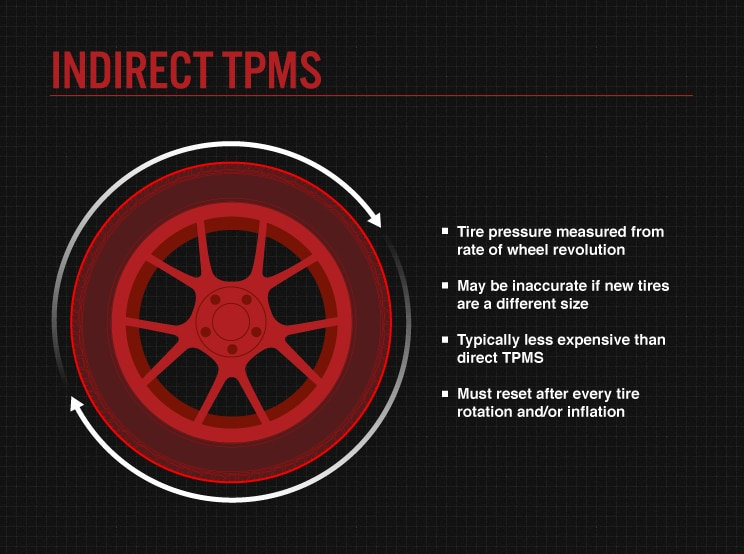 INDIRECT TPMS
Tire pressure measured from
rate of wheel revolution
May be inaccurate if new tires
are a different size
Typically less expensive than
direct TPMS
Must reset after every tire
rotation and/or inflation